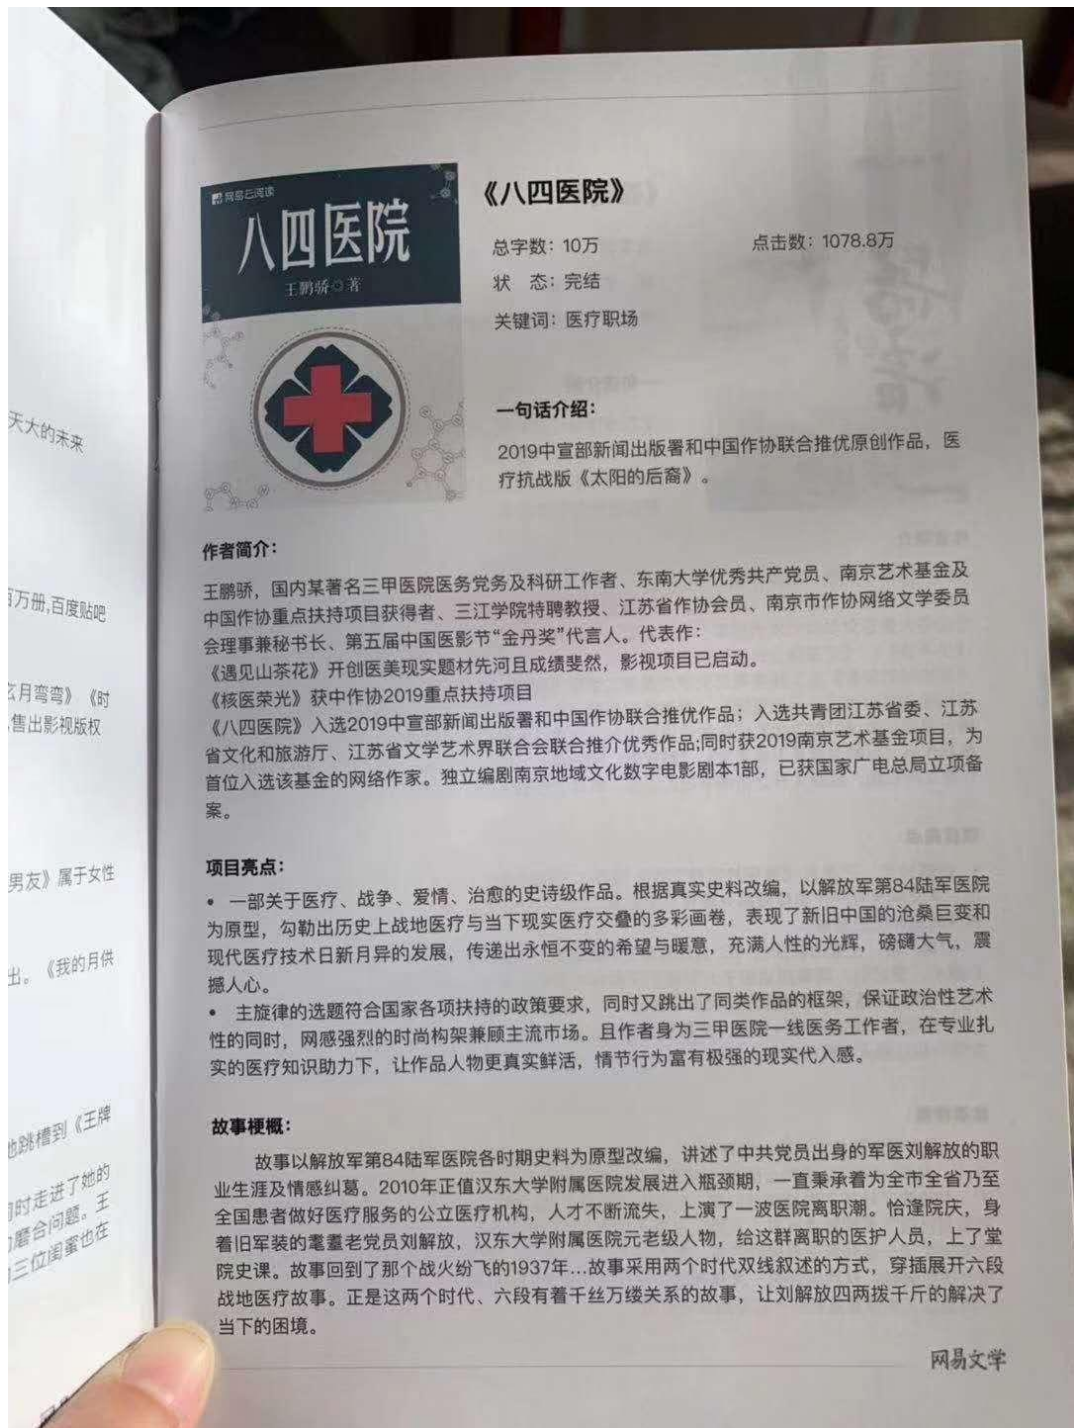 天大的未来
百万册,百度贴吧
玄月弯弯》《时
售出影视版权
男友》属于女性
出。《我的月供
他跳槽到《王牌
同时走进了她的
磨合问题。王
三位闺蜜也在
网易云阅读
八四医院
王鹏骄 著
《八四医院》
总字数：10万 点击数：1078.8万
状 态：完结
关键词：医疗职场
一句话介绍：
2019中宣部新闻出版署和中国作协联合推优原创作品，医
疗抗战版《太阳的后裔》。
作者简介：
王鹏骄，国内某著名三甲医院医务党务及科研工作者、东南大学优秀共产党员、南京艺术基金及
中国作协重点扶持项目获得者、三江学院特聘教授、江苏省作协会员、南京市作协网络文学委员
会理事兼秘书长、第五届中国医影节“金丹奖”代言人。代表作：
《遇见山茶花》开创医美现实题材先河且成绩斐然，影视项目已启动。
《核医荣光》获中作协2019重点扶持项目
《八四医院》入选2019中宣部新闻出版署和中国作协联合推优作品；入选共青团江苏省委、江苏
省文化和旅游厅、江苏省文学艺术界联合会联合推介优秀作品;同时获2019南京艺术基金项目，为
首位入选该基金的网络作家。独立编剧南京地域文化数字电影剧本1部，已获国家广电总局立项备
案。
项目亮点：
• 一部关于医疗、战争、爱情、治愈的史诗级作品。根据真实史料改编，以解放军第84陆军医院
为原型，勾勒出历史上战地医疗与当下现实医疗交叠的多彩画卷，表现了新旧中国的沧桑巨变和
现代医疗技术日新月异的发展，传递出永恒不变的希望与暖意，充满人性的光辉，磅礴大气，震
撼人心。
• 主旋律的选题符合国家各项扶持的政策要求，同时又跳出了同类作品的框架，保证政治性艺术
性的同时，网感强烈的时尚构架兼顾主流市场。且作者身为三甲医院一线医务工作者，在专业扎
实的医疗知识助力下，让作品人物更真实鲜活，情节行为富有极强的现实代入感。
故事梗概：
故事以解放军第84陆军医院各时期史料为原型改编，讲述了中共党员出身的军医刘解放的职
业生涯及情感纠葛。2010年正值汉东大学附属医院发展进入瓶颈期，一直秉承着为全市全省乃至
全国患者做好医疗服务的公立医疗机构，人才不断流失，上演了一波医院离职潮。恰逢院庆，身
着旧军装的耄耋老党员刘解放，汉东大学附属医院元老级人物，给这群离职的医护人员，上了堂
院史课。故事回到了那个战火纷飞的1937年...故事采用两个时代双线叙述的方式，穿插展开六段
战地医疗故事。正是这两个时代、六段有着千丝万缕关系的故事，让刘解放四两拨千斤的解决了
当下的困境。
网易文学